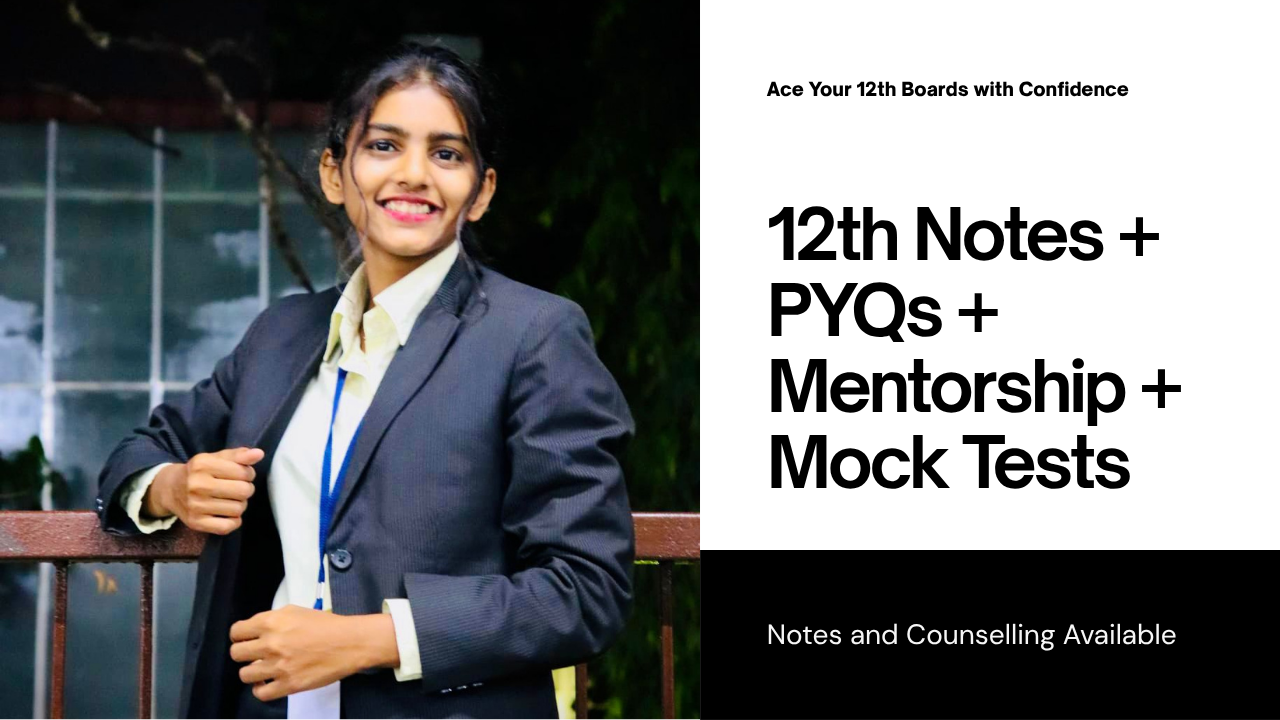 Ace Your 12th Boards with Confidence
12th Notes +
PYQs +
Mentorship +
Mock Tests
Notes and Counselling Available